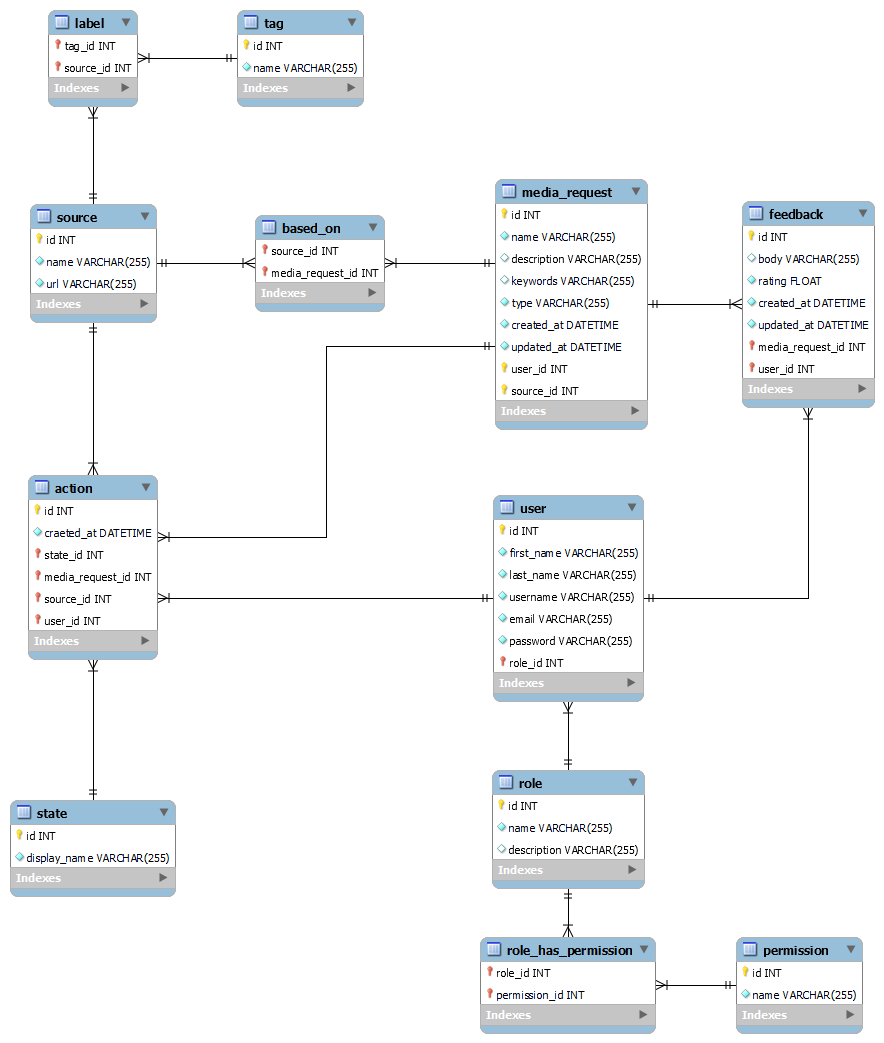 label
tag_id INT
source_id INT
Indexes
tag
id INT
name VARCHAR(255)
Indexes
source
id INT
name VARCHAR(255)
url VARCHAR(255)
Indexes
based_on
source_id INT
media_request_id INT
Indexes
media_request
id INT
name VARCHAR(255)
description VARCHAR(255)
keywords VARCHAR(255)
type VARCHAR(255)
created_at DATETIME
updated_at DATETIME
user_id INT
source_id INT
Indexes
feedback
id INT
body VARCHAR(255)
rating FLOAT
created_at DATETIME
updated_at DATETIME
media_request_id INT
user_id INT
Indexes
action
id INT
craeted_at DATETIME
state_id INT
media_request_id INT
source_id INT
user_id INT
Indexes
user
id INT
first_name VARCHAR(255)
last_name VARCHAR(255)
username VARCHAR(255)
email VARCHAR(255)
password VARCHAR(255)
role_id INT
Indexes
state
id INT
display_name VARCHAR(255)
Indexes
role
id INT
name VARCHAR(255)
description VARCHAR(255)
Indexes
role_has_permission
role_id INT
permission_id INT
Indexes
permission
id INT
name VARCHAR(255)
Indexes